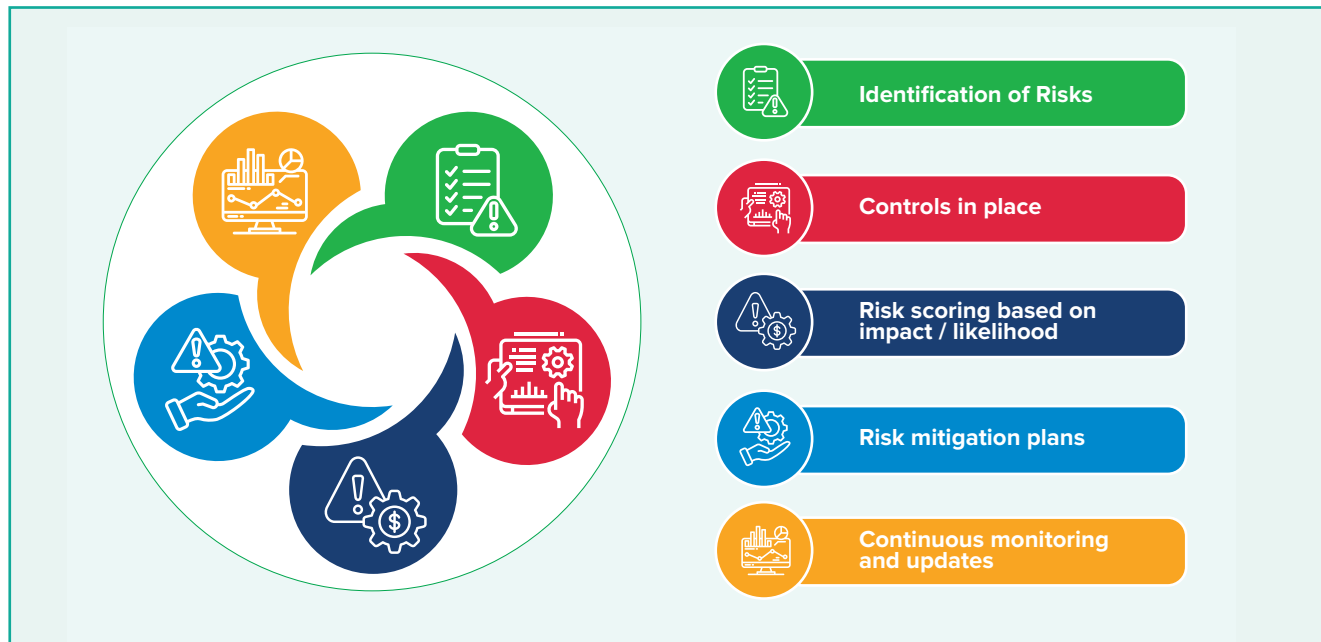 Identification of Risks
Controls in place
Risk scoring based on
impact / likelihood
Risk mitigation plans
Continuous monitoring
and updates